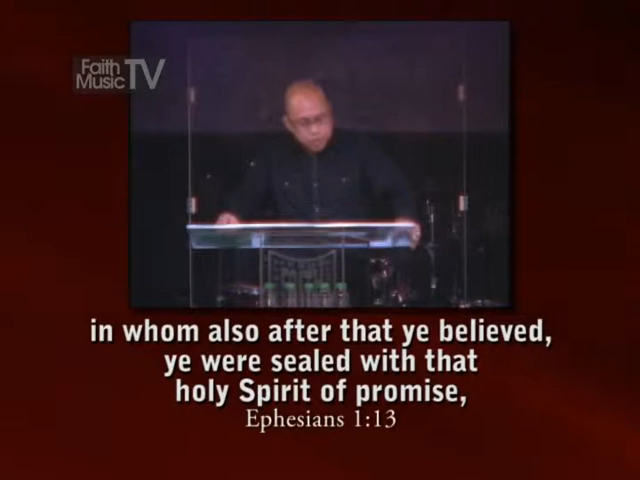 Faith
Music TV
in whom also after that ye believed,
ye were sealed with that
holy Spirit of promise,
Ephesians 1:13